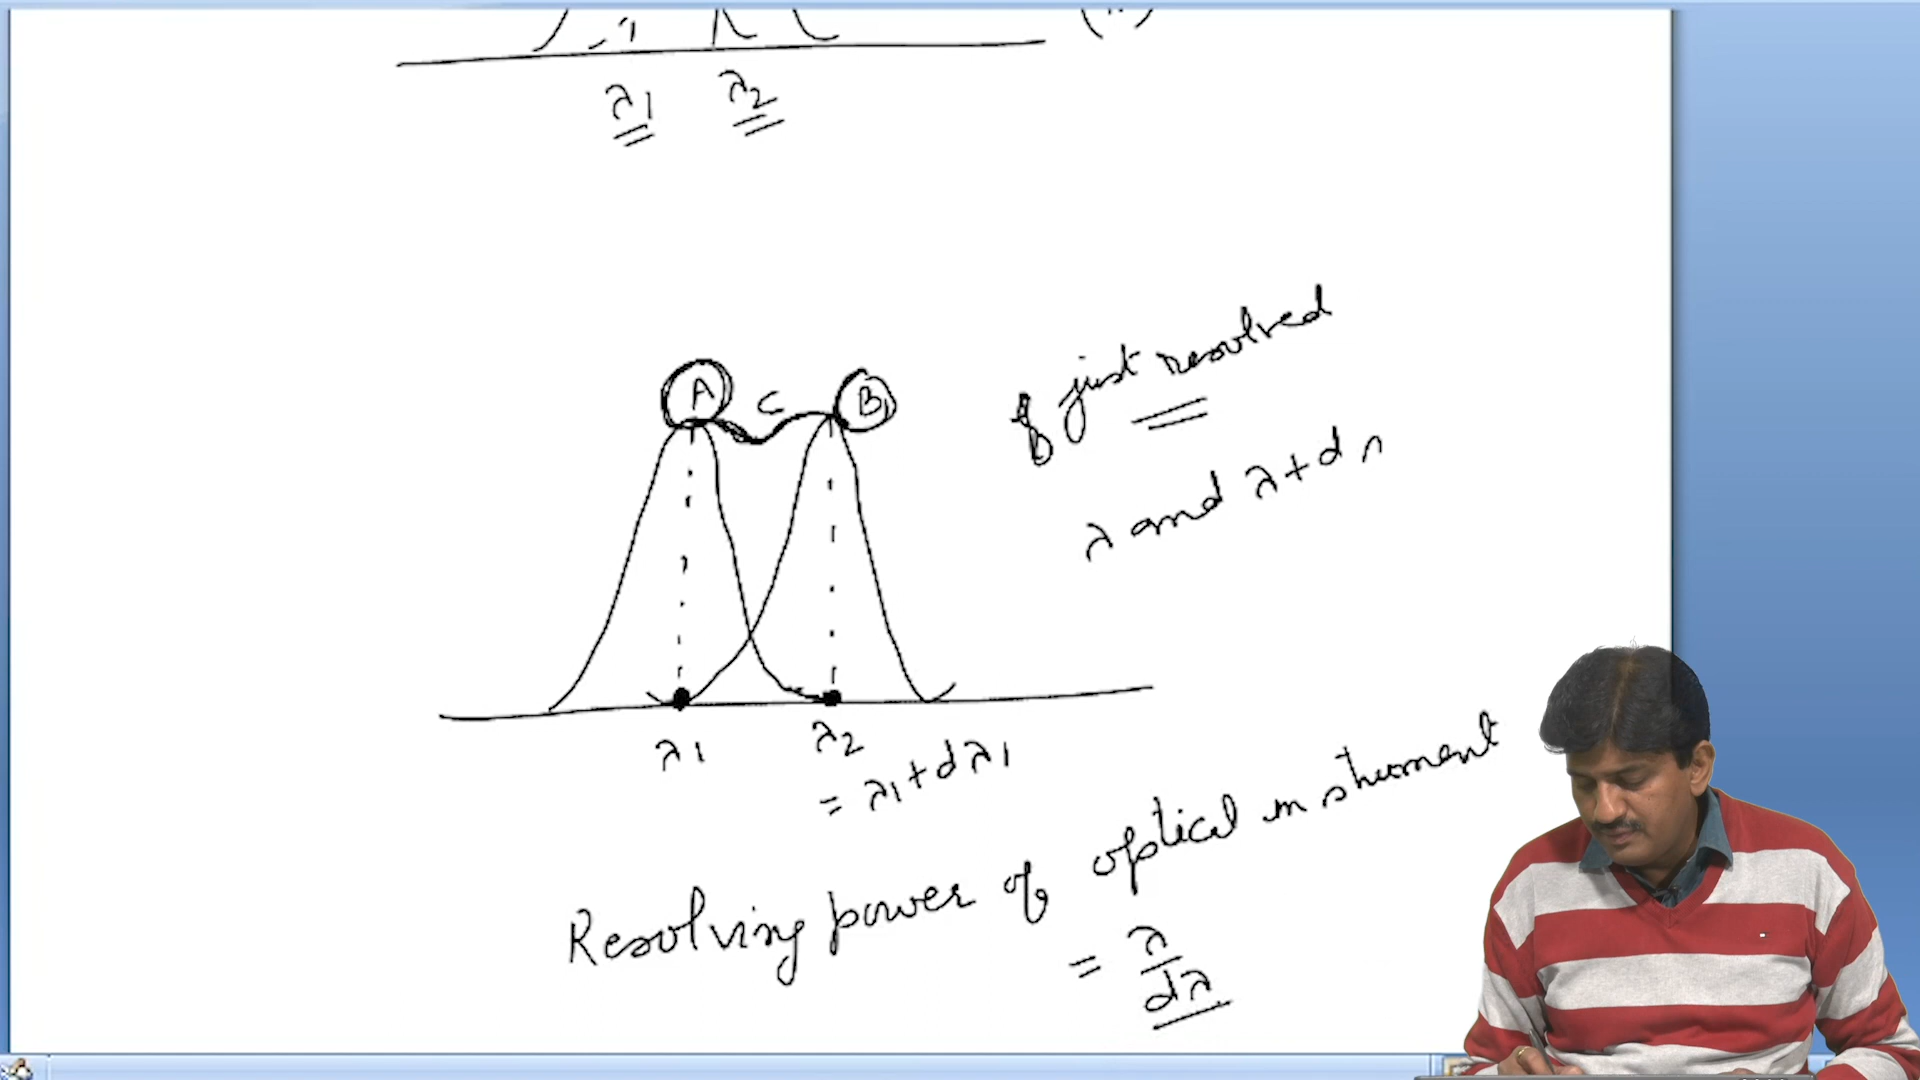 λ1 λ2
A C B
If just resolved
λ and λ+dλ
λ1 λ2
= λ1+dλ1
Resolving power of optical instrument
= λ/dλ